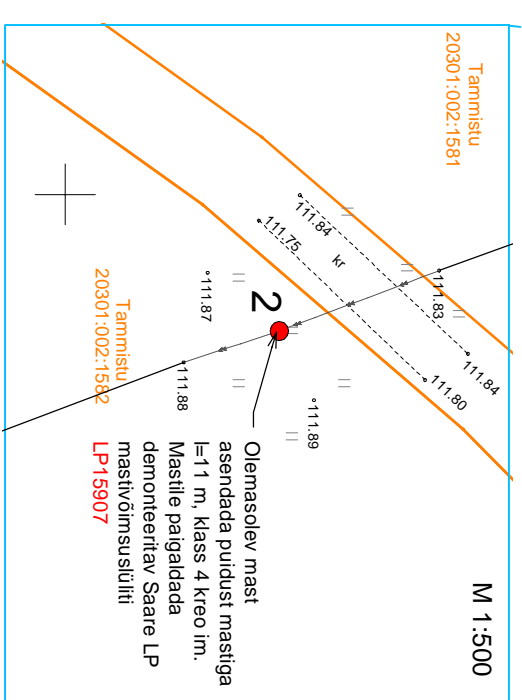 M 1:500
Tammistu
20301:002:1581
111.83
111.84
111.84
kr
111.75
111.80
2
111.87
111.89
111.88
Tammistu
20301:002:1582
Olemasolev mast
asendada puidust mastiga
l=11 m, klass 4 kreo im.
Mastile paigaldada
demonteeritav Saare LP
mastivõimsuslüliti
LP15907